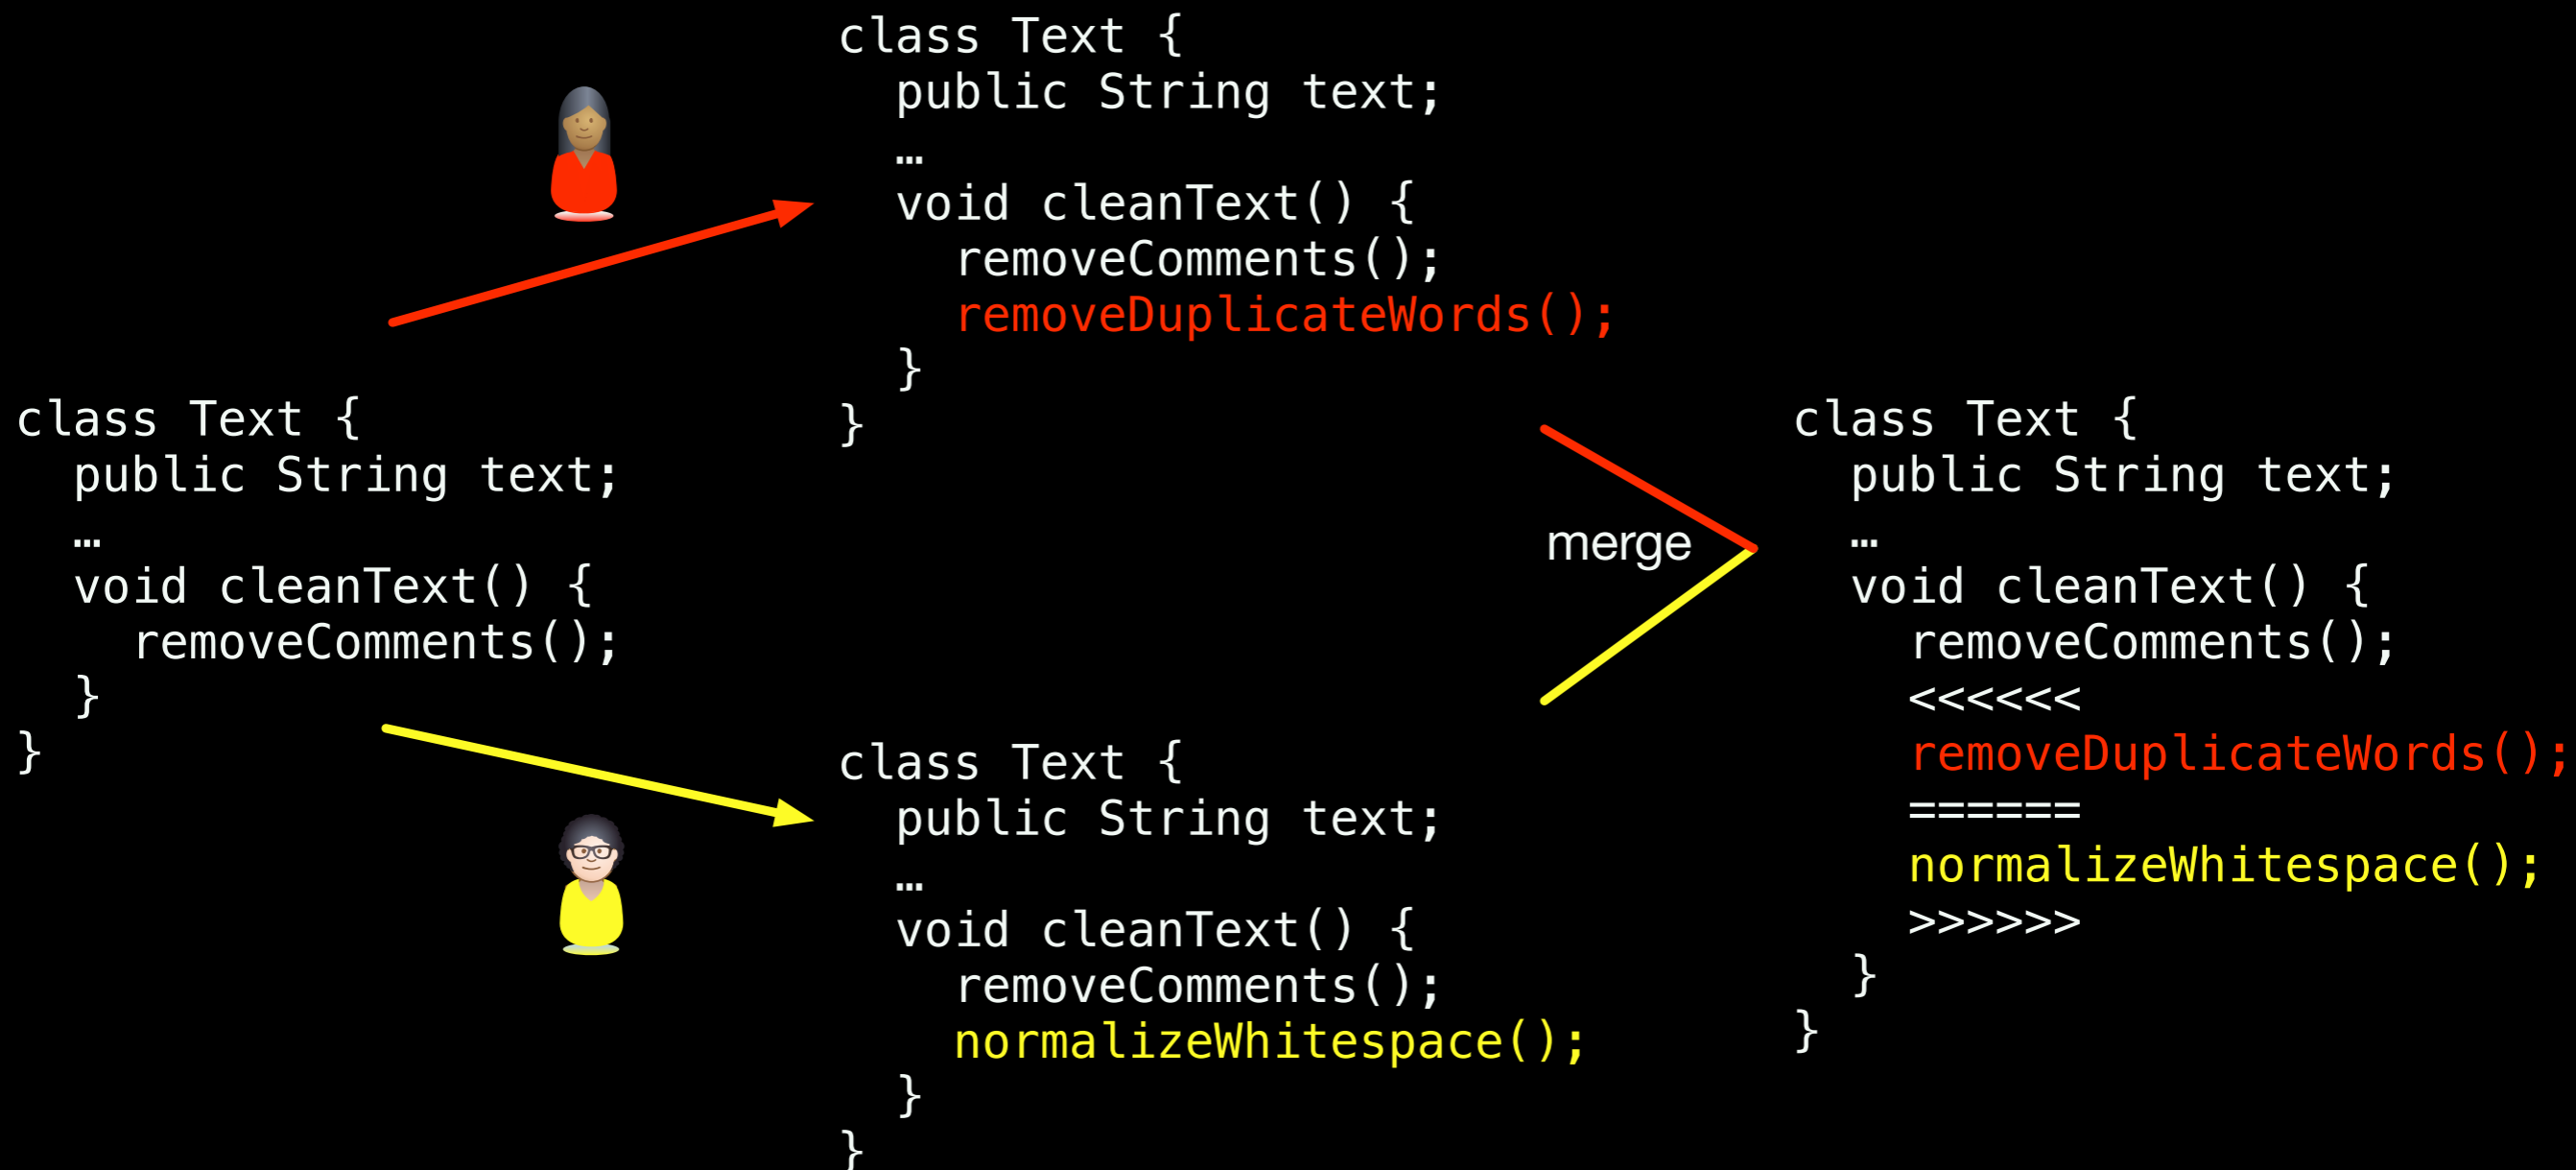 class Text {
  public String text;
  …
  void cleanText() {
    removeComments();
  }
}
class Text {
  public String text;
  …
  void cleanText() {
    removeComments();
    removeDuplicateWords();
  }
}
class Text {
  public String text;
  …
  void cleanText() {
    removeComments();
    normalizeWhitespace();
  }
}
merge
class Text {
  public String text;
  …
  void cleanText() {
    removeComments();
    <<<<<<
    removeDuplicateWords();
    ======
    normalizeWhitespace();
    >>>>>>
  }
}